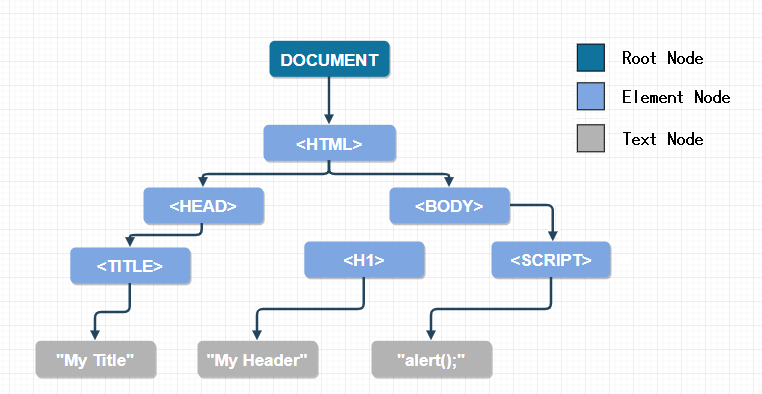 DOCUMENT
Root Node
Element Node
Text Node
<HTML>
<HEAD>
<BODY>
<TITLE>
<H1>
<SCRIPT>
"My Title"
"My Header"
"alert();"